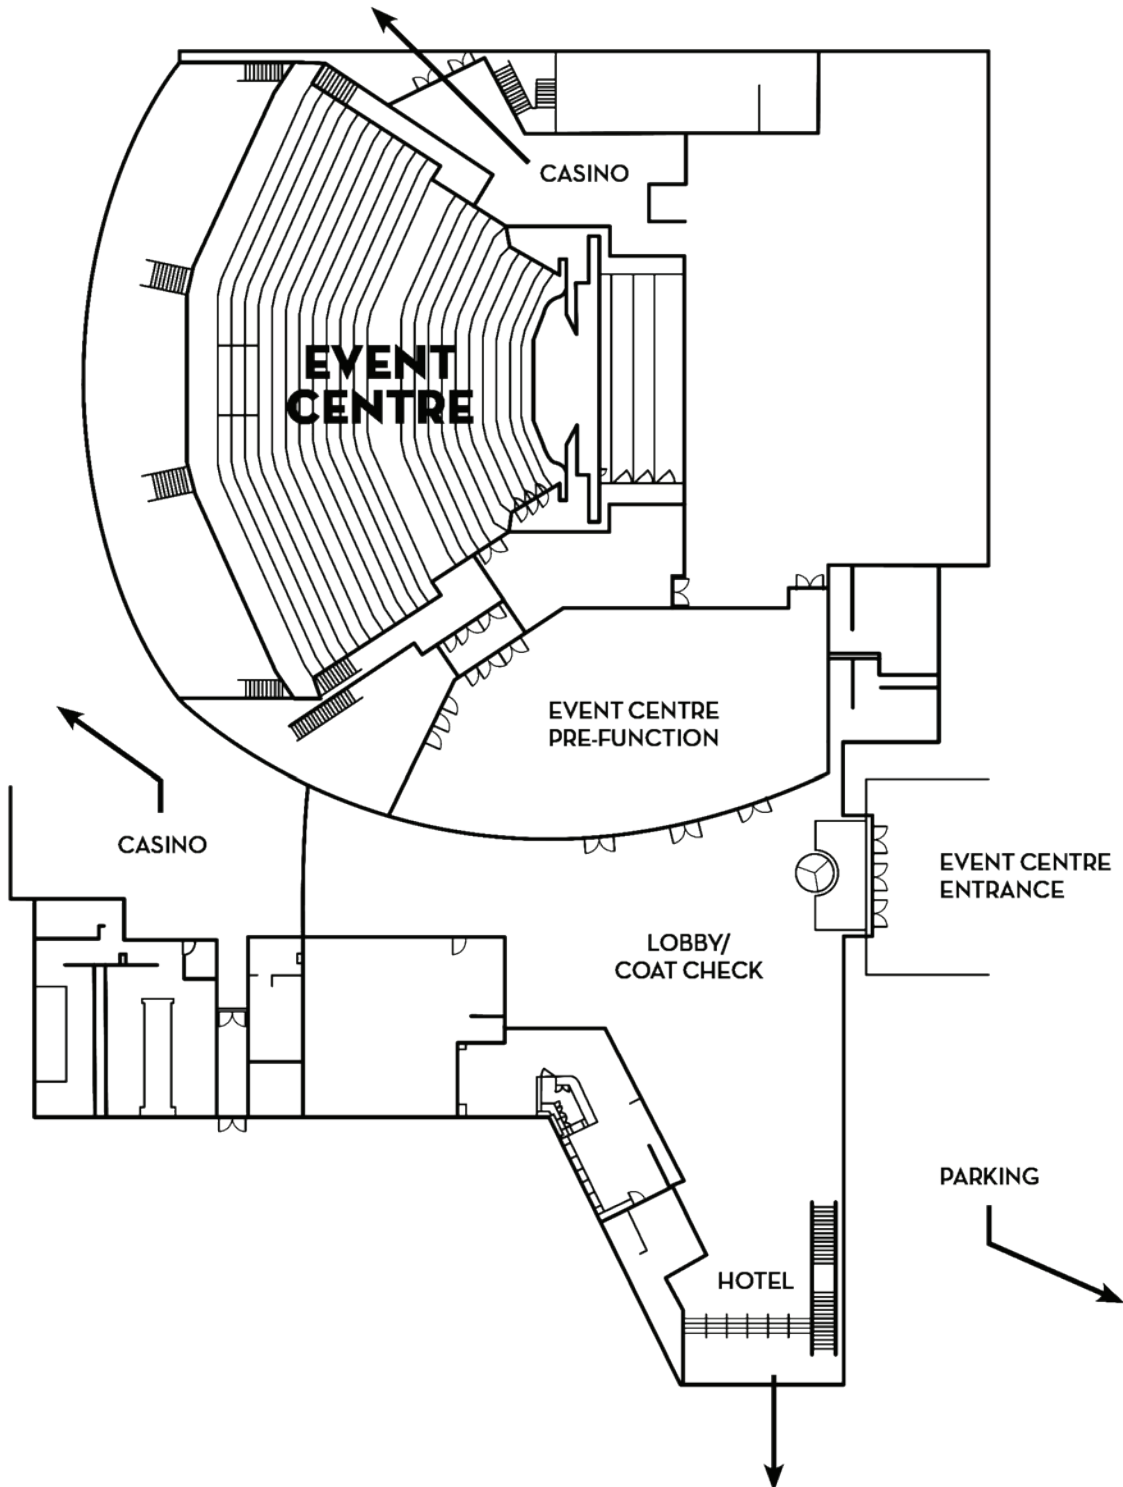 CASINO
EVENT
CENTRE
EVENT CENTRE
PRE-FUNCTION
CASINO
EVENT CENTRE
ENTRANCE
LOBBY/
COAT CHECK
PARKING
HOTEL